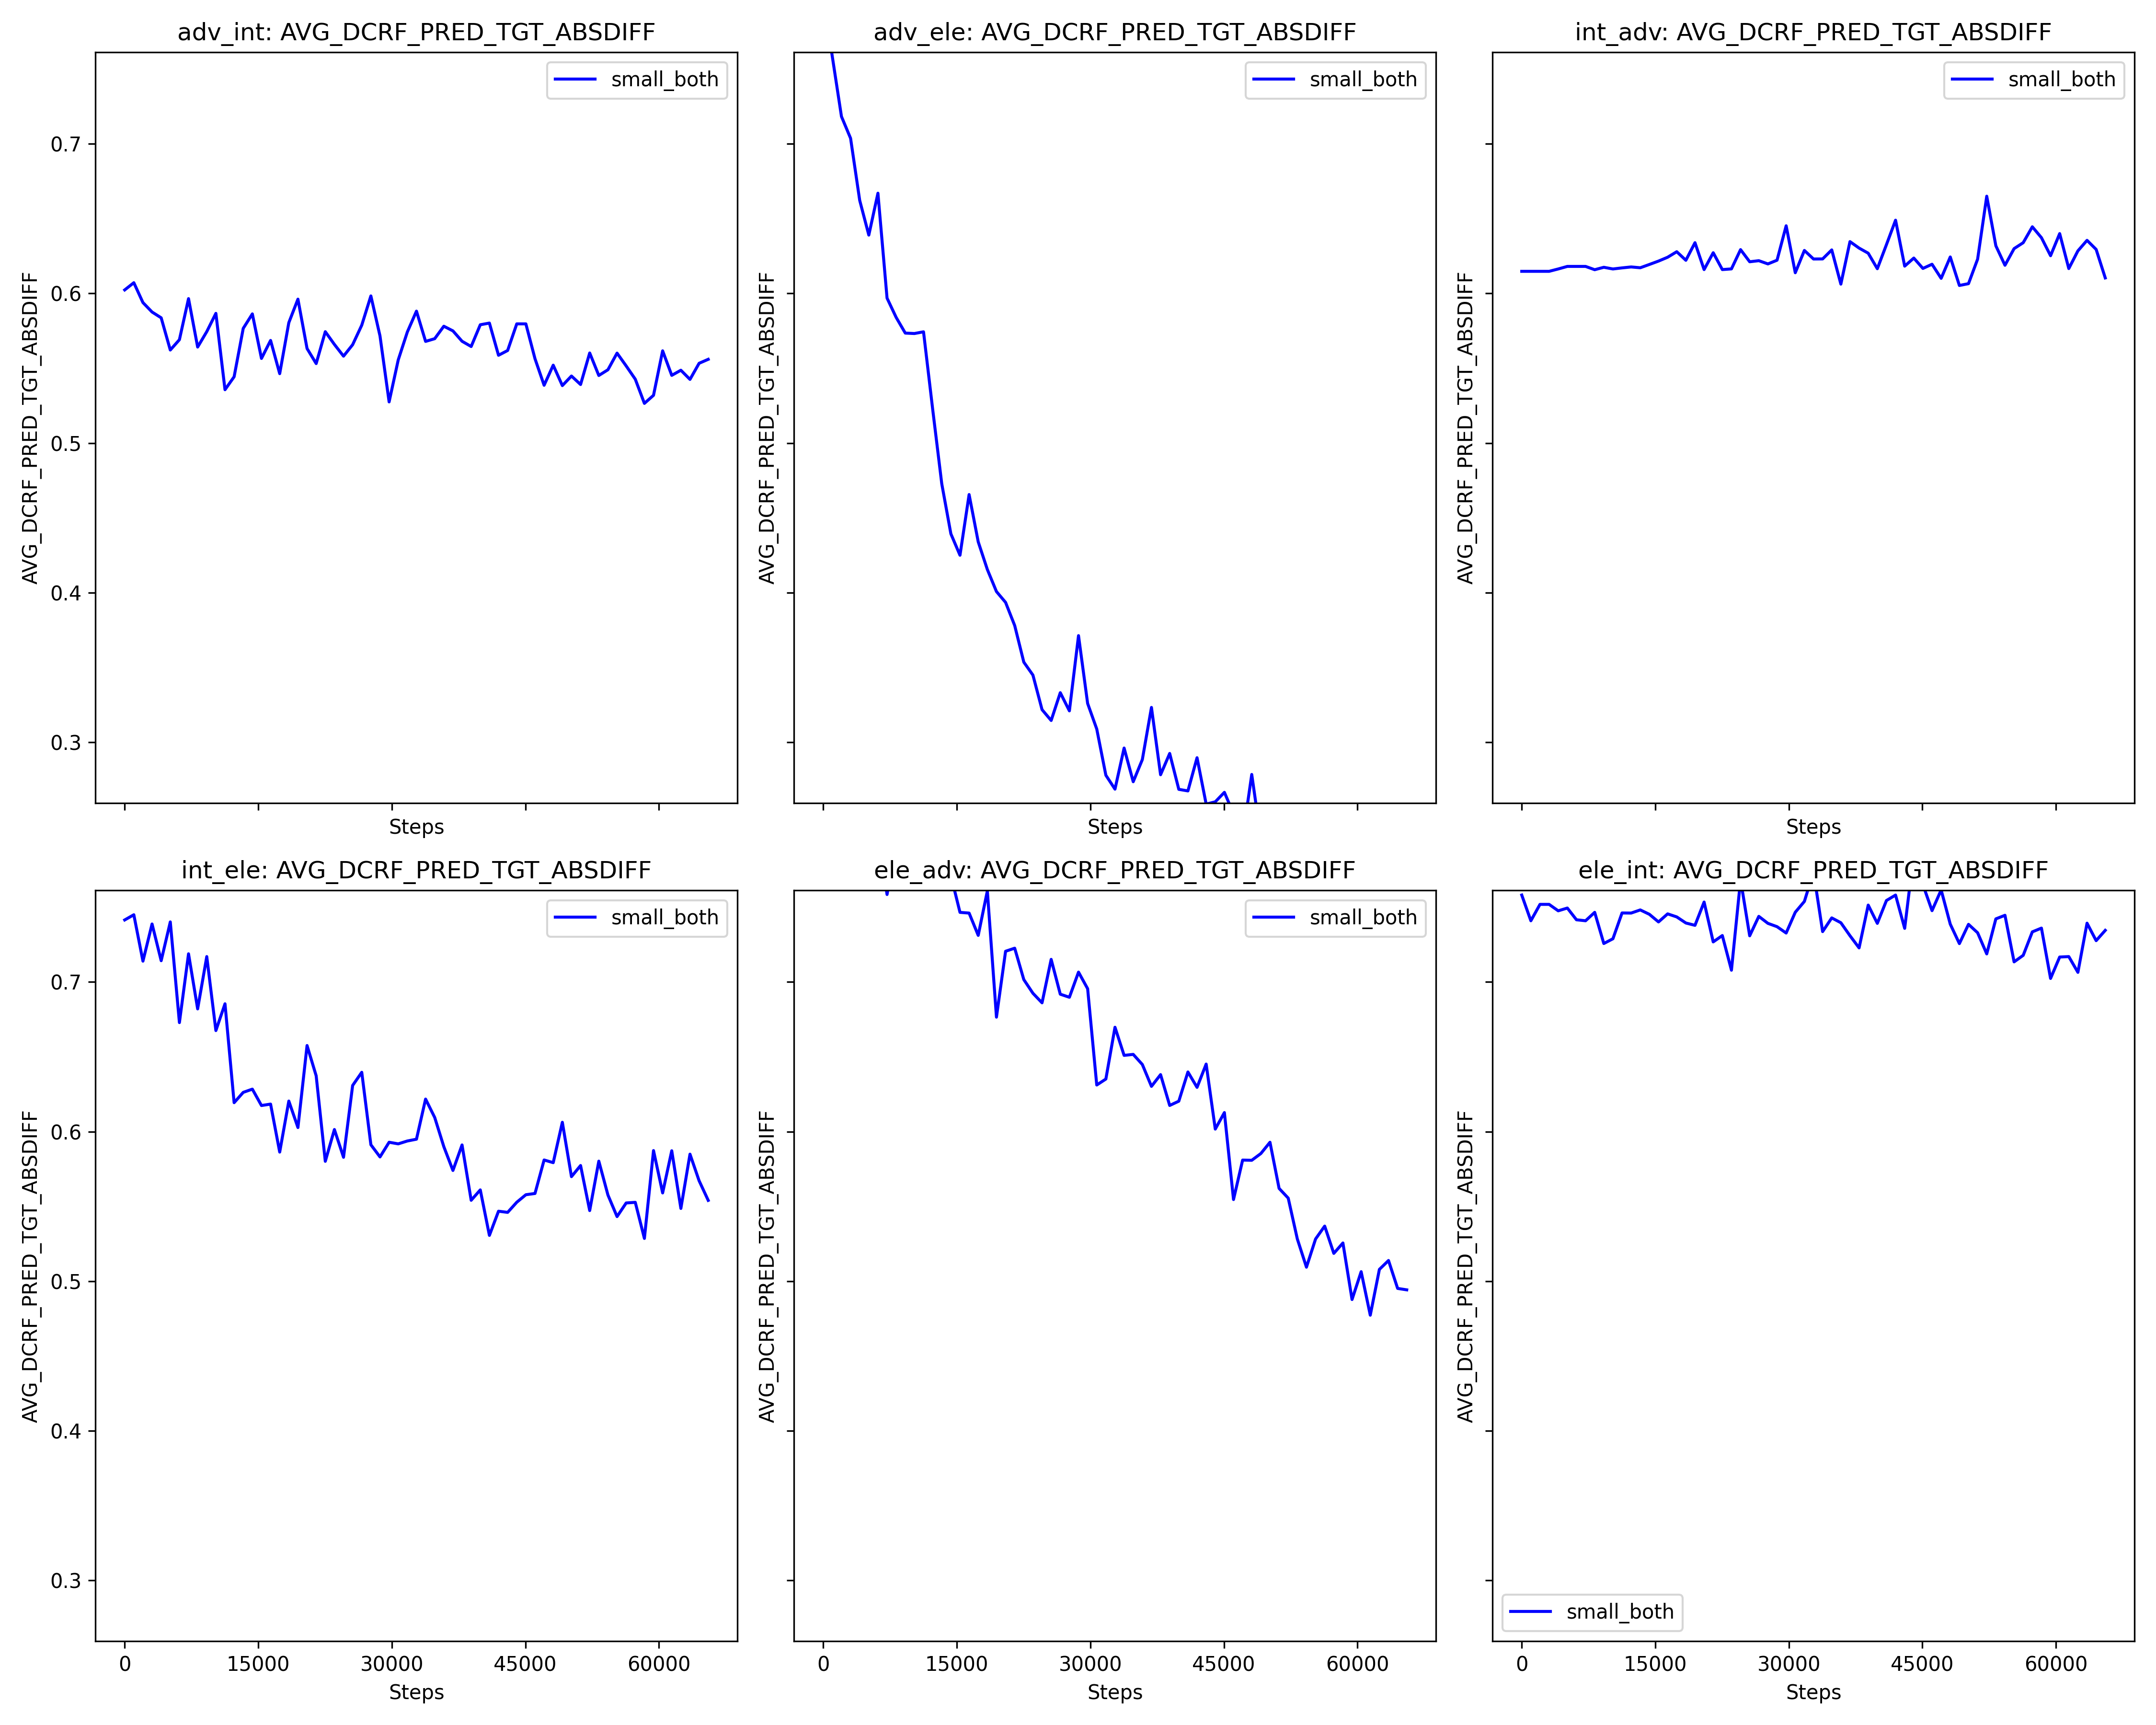 adv_int: AVG_DCRF_PRED_TGT_ABSDIFF
AVG_DCRF_PRED_TGT_ABSDIFF
0.7
0.6
0.5
0.4
0.3
small_both
Steps
adv_ele: AVG_DCRF_PRED_TGT_ABSDIFF
AVG_DCRF_PRED_TGT_ABSDIFF
small_both
Steps
int_adv: AVG_DCRF_PRED_TGT_ABSDIFF
AVG_DCRF_PRED_TGT_ABSDIFF
small_both
Steps
int_ele: AVG_DCRF_PRED_TGT_ABSDIFF
AVG_DCRF_PRED_TGT_ABSDIFF
0.7
0.6
0.5
0.4
0.3
small_both
0 15000 30000 45000 60000
Steps
ele_adv: AVG_DCRF_PRED_TGT_ABSDIFF
AVG_DCRF_PRED_TGT_ABSDIFF
small_both
0 15000 30000 45000 60000
Steps
ele_int: AVG_DCRF_PRED_TGT_ABSDIFF
AVG_DCRF_PRED_TGT_ABSDIFF
small_both
0 15000 30000 45000 60000
Steps